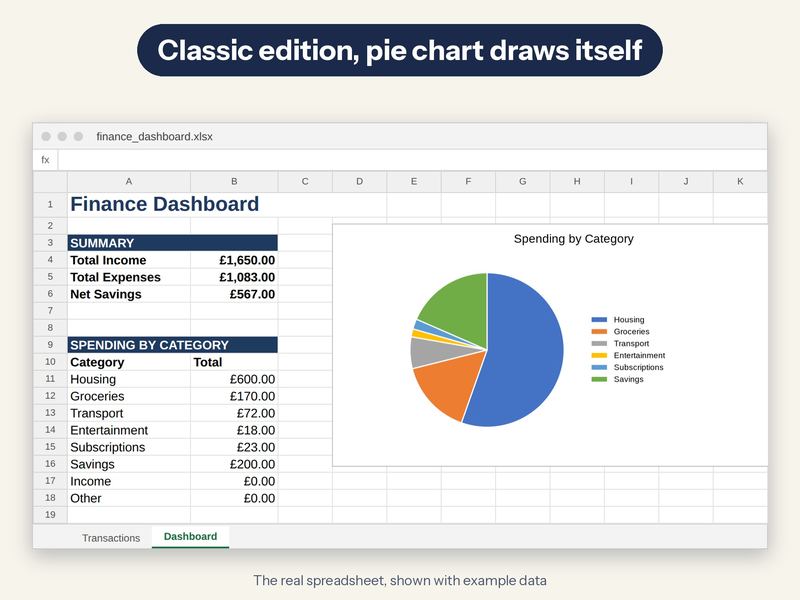 Classic edition, pie chart draws itself
finance_dashboard.xlsx
fx
A B C D E F G H I J K
1 Finance Dashboard
2
Spending by Category
3 SUMMARY
4 Total Income £1,650.00
5 Total Expenses £1,083.00
6 Net Savings £567.00
7
8
9 SPENDING BY CATEGORY
10 Category Total
11 Housing £600.00
12 Groceries £170.00
13 Transport £72.00
14 Entertainment £18.00
15 Subscriptions £23.00
16 Savings £200.00
17 Income £0.00
18 Other £0.00
19
Housing
Groceries
Transport
Entertainment
Subscriptions
Savings
Transactions Dashboard
The real spreadsheet, shown with example data